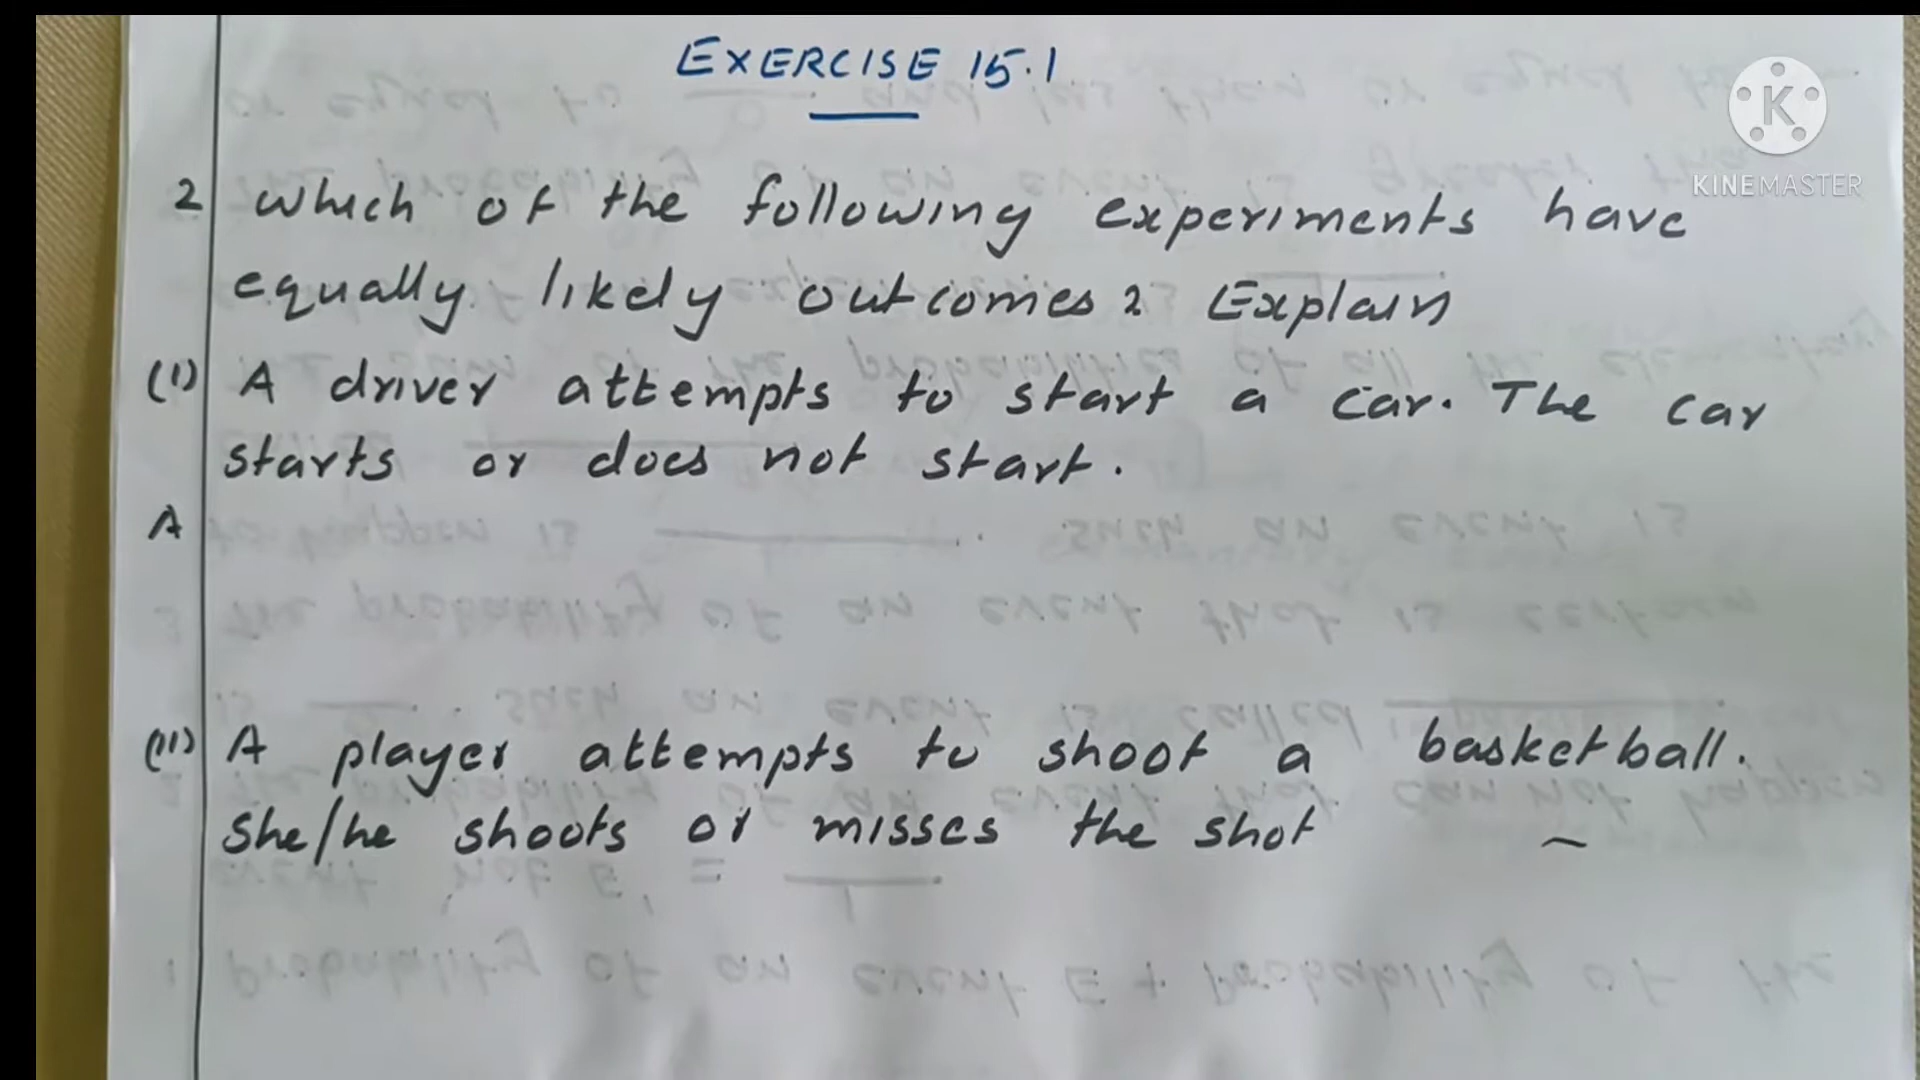 EXERCISE 15.1
KINEMASTER
2 which of the following experiments have
equally likely outcomes? Explain
(i) A driver attempts to start a car. The car
starts or does not start.
A
(ii) A player attempts to shoot a basketball.
she/he shoots or misses the shot